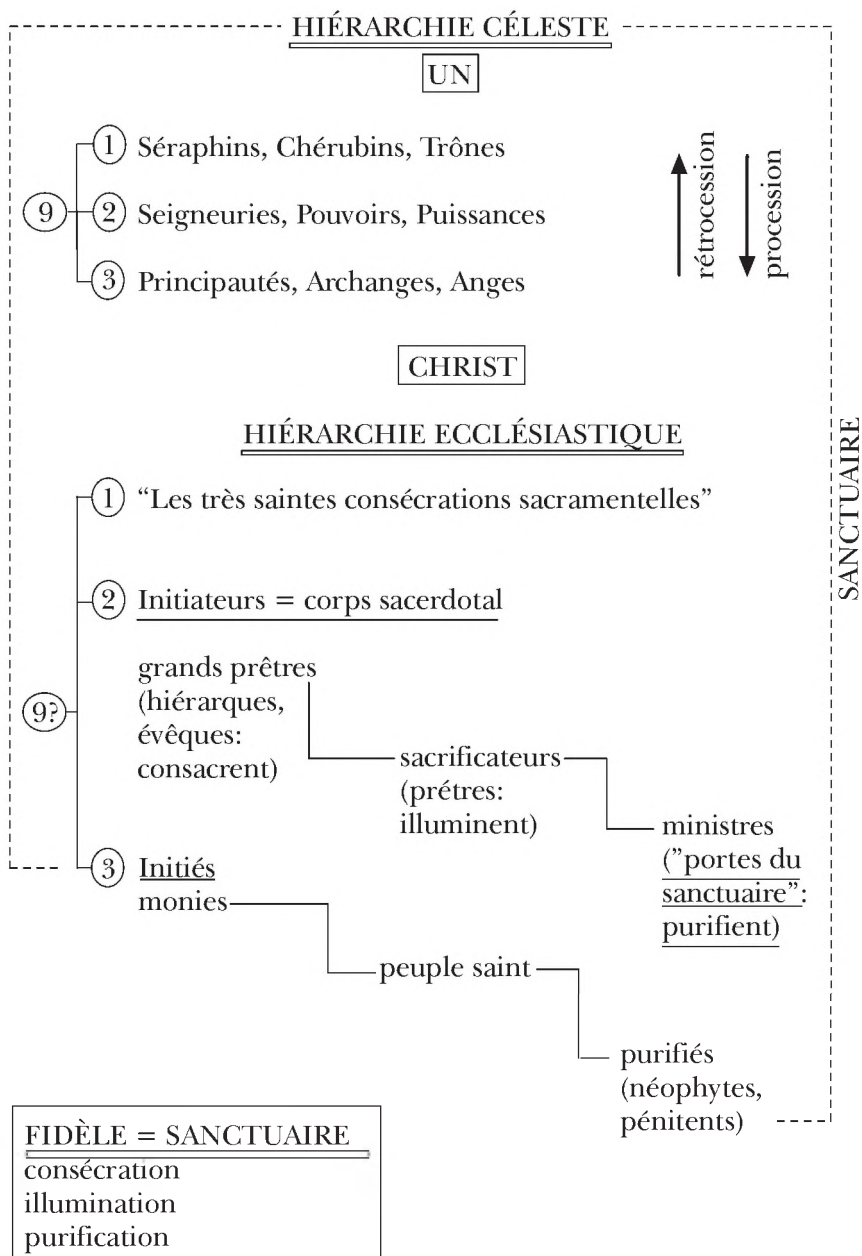 HIÉRARCHIE CÉLESTE
UN
1 Séraphins, Chérubins, Trônes
9
2 Seigneuries, Pouvoirs, Puissances
3 Principautés, Archanges, Anges
rétrocession
procession
CHRIST
HIÉRARCHIE ECCLÉSIASTIQUE
SANCTUAIRE
1 “Les très saintes consécrations sacramentelles”
2 Initiateurs = corps sacerdotal
9?
grands prêtres
(hiérarques,
évêques:
consacrent)
sacrificateurs
(prétres:
illuminent)
ministres
(”portes du
sanctuaire”:
purifient)
3 Initiés
monies
peuple saint
purifiés
(néophytes,
pénitents)
FIDÈLE = SANCTUAIRE
consécration
illumination
purification